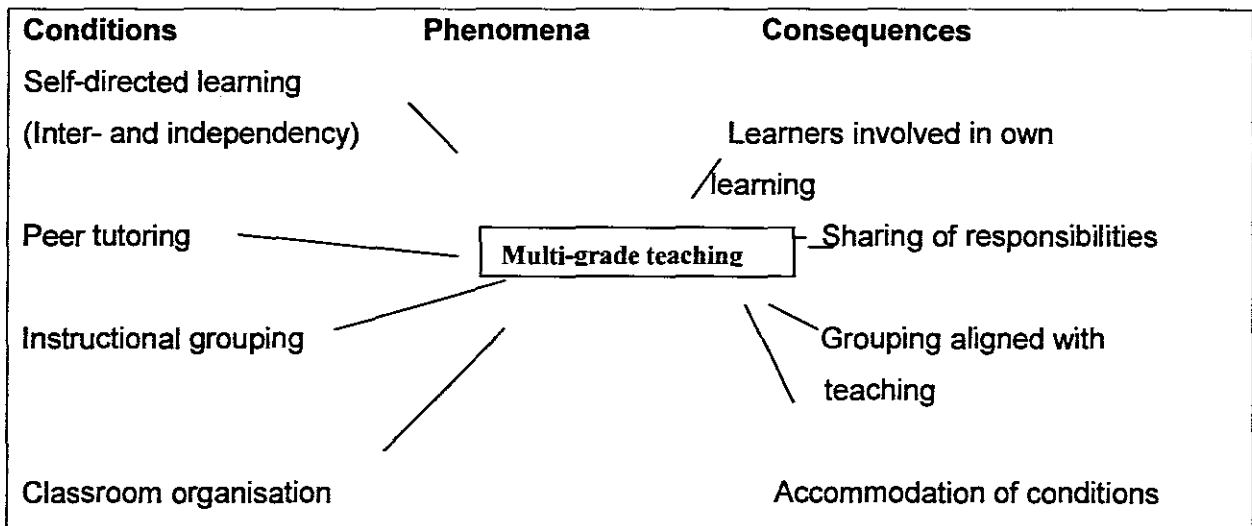 Conditions Phenomena Consequences
Self-directed learning
(Inter- and independency) Learners involved in own
learning
Peer tutoring Multi-grade teaching Sharing of responsibilities
Instructional grouping Grouping aligned with
teaching
Classroom organisation Accommodation of conditions